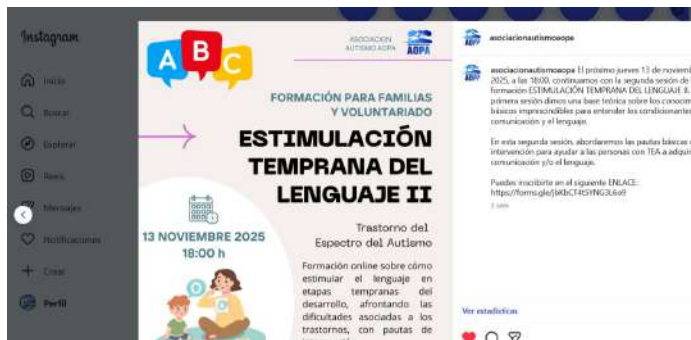 Instagram
Inicio
Buscar
Explorar
Reels
Mensajes
Notificaciones
Crear
Perfil
A B C
ASOCIACION
AUTISMO AOPA
AOPA
FORMACIÓN PARA FAMILIAS
Y VOLUNTARIADO
ESTIMULACIÓN
TEMPRANA DEL
LENGUAJE II
13 NOVIEMBRE 2025
18:00 h
Trastorno del
Espectro del Autismo
Formación online sobre cómo
estimular el lenguaje en
etapas tempranas del
desarrollo, afrontando las
dificultades asociadas a los
trastornos, con pautas de
asociacionautismoaopa
asociacionautismoaopa El próximo jueves 13 de noviemb
2025, a las 18:00, continuamos con la segunda sesión de
formación ESTIMULACIÓN TEMPRANA DEL LENGUAJE II.
primera sesión dimos una base teórica sobre los conocim
básicos imprescindibles para entender los condicionantes
comunicación y el lenguaje.
En esta segunda sesión, abordaremos las pautas básicas
intervención para ayudar a las personas con TEA a adquiri
comunicación y/o el lenguaje.
Puedes inscribirte en el siguiente ENLACE:
1 sem
Ver estadísticas